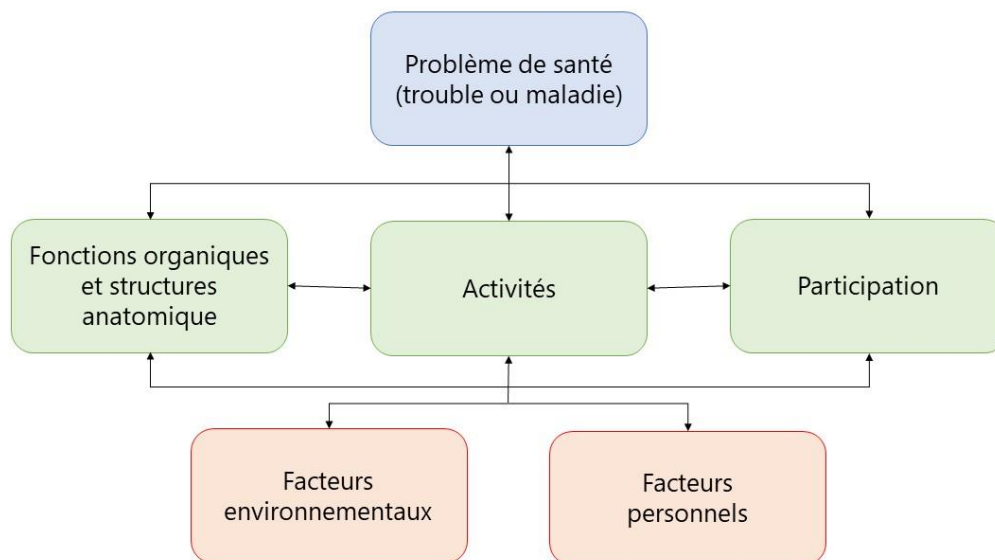 Problème de santé
(trouble ou maladie)
Fonctions organiques
et structures
anatomique
Activités
Participation
Facteurs
environnementaux
Facteurs
personnels